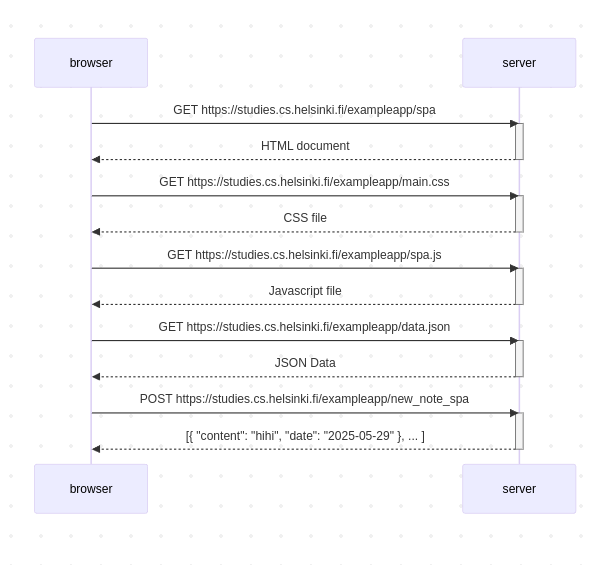 browser server
GET https://studies.cs.helsinki.fi/exampleapp/spa
HTML document
GET https://studies.cs.helsinki.fi/exampleapp/main.css
CSS file
GET https://studies.cs.helsinki.fi/exampleapp/spa.js
Javascript file
GET https://studies.cs.helsinki.fi/exampleapp/data.json
JSON Data
POST https://studies.cs.helsinki.fi/exampleapp/new_note_spa
[{ "content": "hihi", "date": "2025-05-29" }, ... ]
browser server